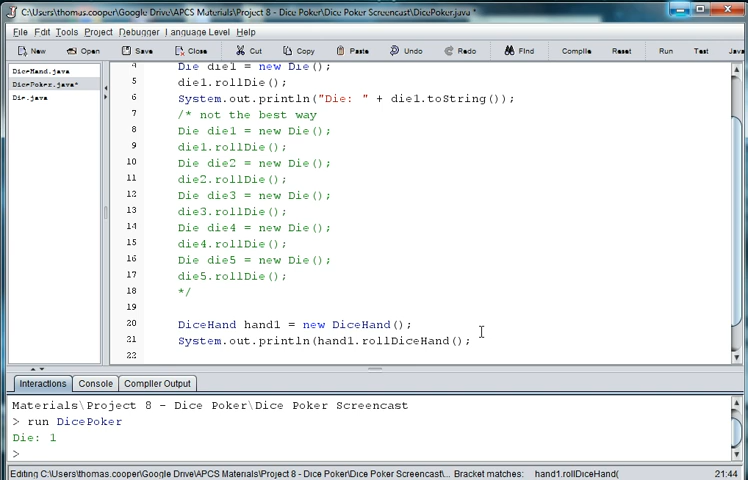 C:\Users\thomas.cooper\Google Drive\APCS Materials\Project 8 - Dice Poker\Dice Poker Screencast\DicePoker.java *
File Edit Tools Project Debugger Language Level Help
New Open Save Close Cut Copy Paste Undo Redo Find Compile Reset Run Test Java
DiceHand.java
DicePoker.java*
Die.java
4 Die die1 = new Die();
5 die1.rollDie();
6 System.out.println("Die: " + die1.toString());
7 /* not the best way
8 Die die1 = new Die();
9 die1.rollDie();
10 Die die2 = new Die();
11 die2.rollDie();
12 Die die3 = new Die();
13 die3.rollDie();
14 Die die4 = new Die();
15 die4.rollDie();
16 Die die5 = new Die();
17 die5.rollDie();
18 */
19
20 DiceHand hand1 = new DiceHand();
21 System.out.println(hand1.rollDiceHand();
22
Interactions Console Compiler Output
Materials\Project 8 - Dice Poker\Dice Poker Screencast
> run DicePoker
Die: 1
>
Editing C:\Users\thomas.cooper\Google Drive\APCS Materials\Project 8 - Dice Poker\Dice Poker Screencast\... Bracket matches: hand1.rollDiceHand( 21:44